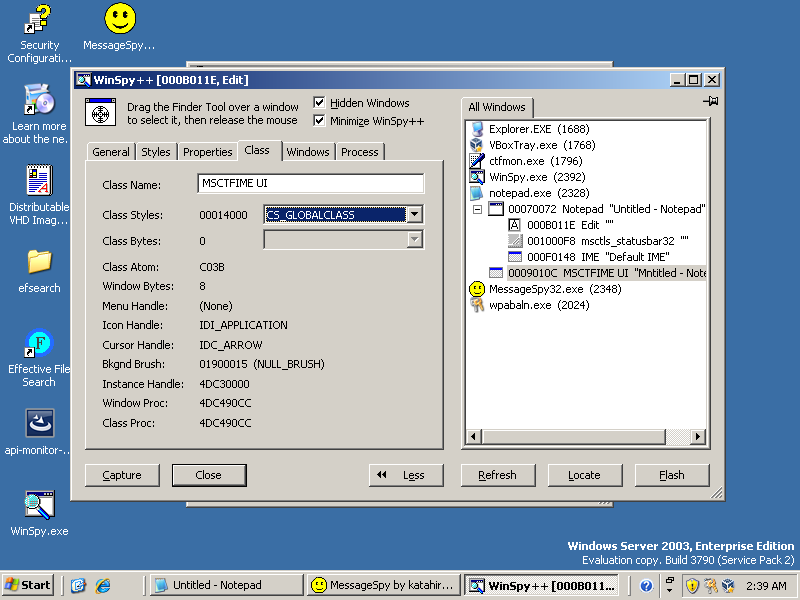 Security
Configurati...
MessageSpy...
Learn more
about the ne...
Distributable
VHD Imag...
efsearch
Effective File
Search
api-monitor-...
WinSpy.exe
WinSpy++ [000B011E, Edit]
Drag the Finder Tool over a window
to select it, then release the mouse
Hidden Windows
Minimize WinSpy++
General Styles Properties Class Windows Process
Class Name: MSCTFIME UI
Class Styles: 00014000 CS_GLOBALCLASS
Class Bytes: 0
Class Atom: C03B
Window Bytes: 8
Menu Handle: (None)
Icon Handle: IDI_APPLICATION
Cursor Handle: IDC_ARROW
Bkgnd Brush: 01900015 (NULL_BRUSH)
Instance Handle: 4DC30000
Window Proc: 4DC490CC
Class Proc: 4DC490CC
Capture Close Less Refresh Locate Flash
All Windows
Explorer.EXE (1688)
VBoxTray.exe (1768)
ctfmon.exe (1796)
WinSpy.exe (2392)
notepad.exe (2328)
00070072 Notepad "Untitled - Notepad"
000B011E Edit ""
001000F8 msctls_statusbar32 ""
000F0148 IME "Default IME"
0009010C MSCTFIME UI "Mntitled - Note
MessageSpy32.exe (2348)
wpabaln.exe (2024)
Windows Server 2003, Enterprise Edition
Evaluation copy. Build 3790 (Service Pack 2)
Start Untitled - Notepad MessageSpy by katahir... WinSpy++ [000B011... 2:39 AM